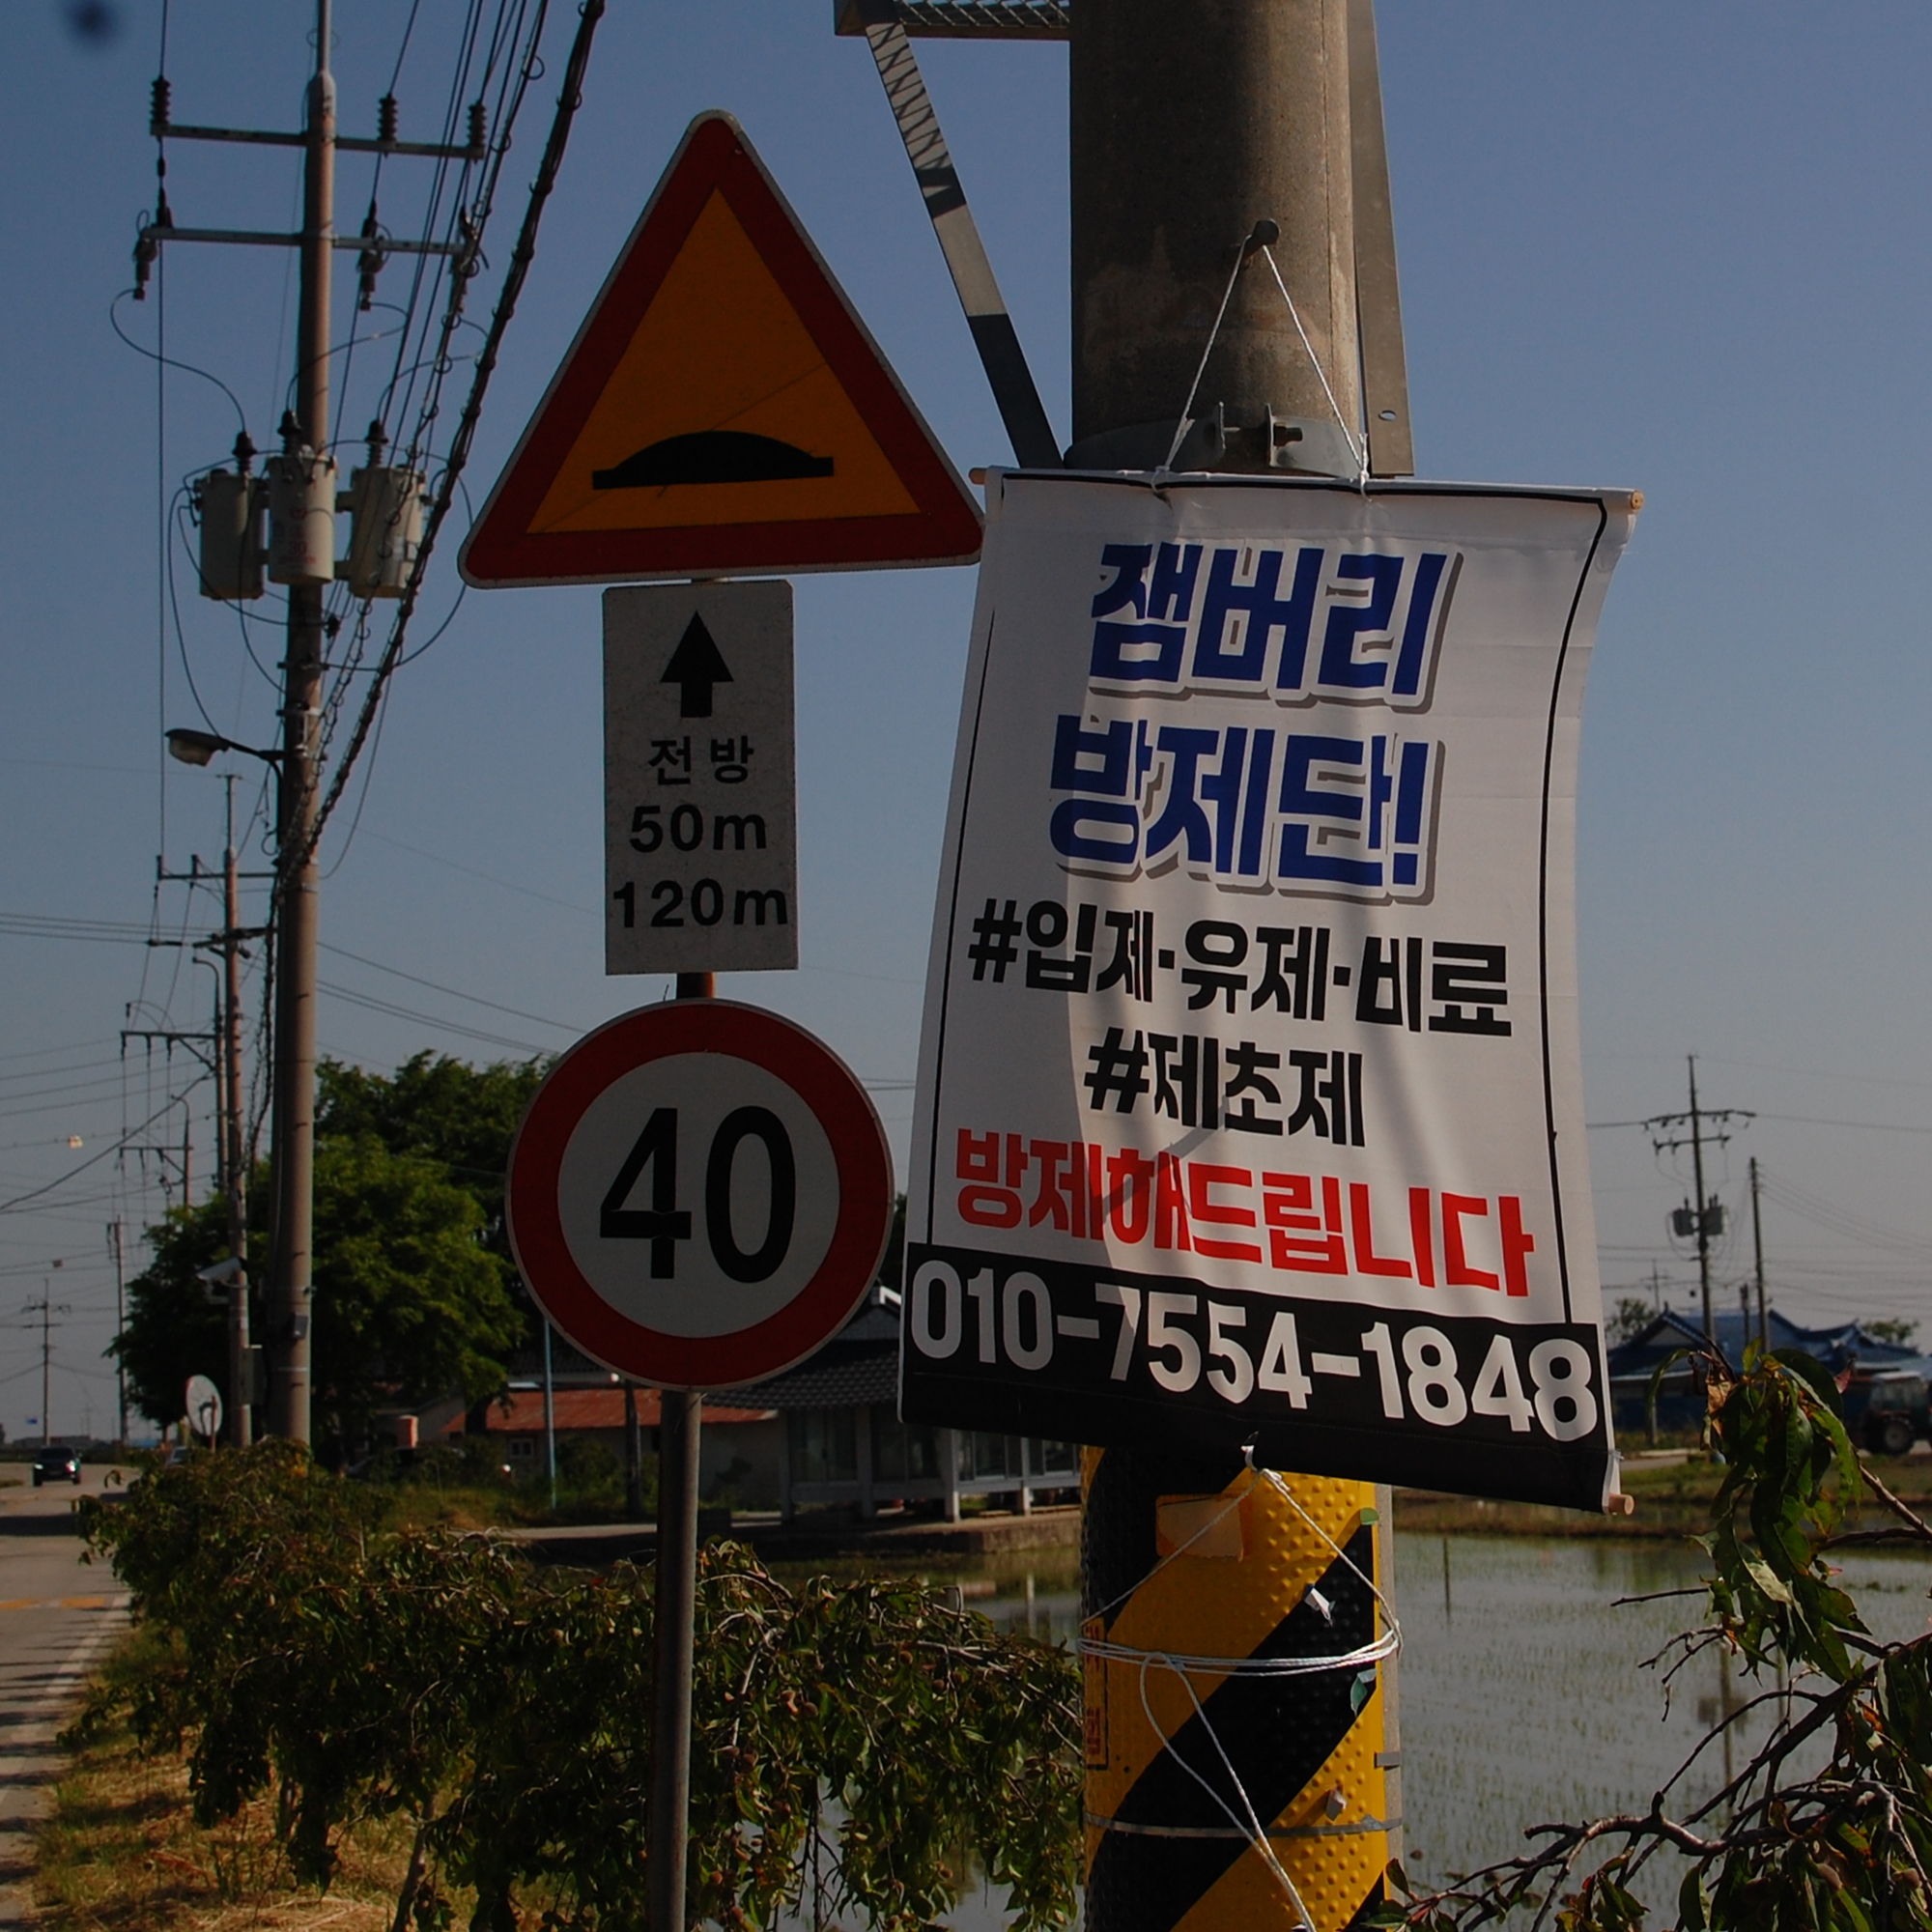 전방
50m
120m
40
잼버리
방제단!
#입제·유제·비료
#제초제
방제해드립니다
010-7554-1848